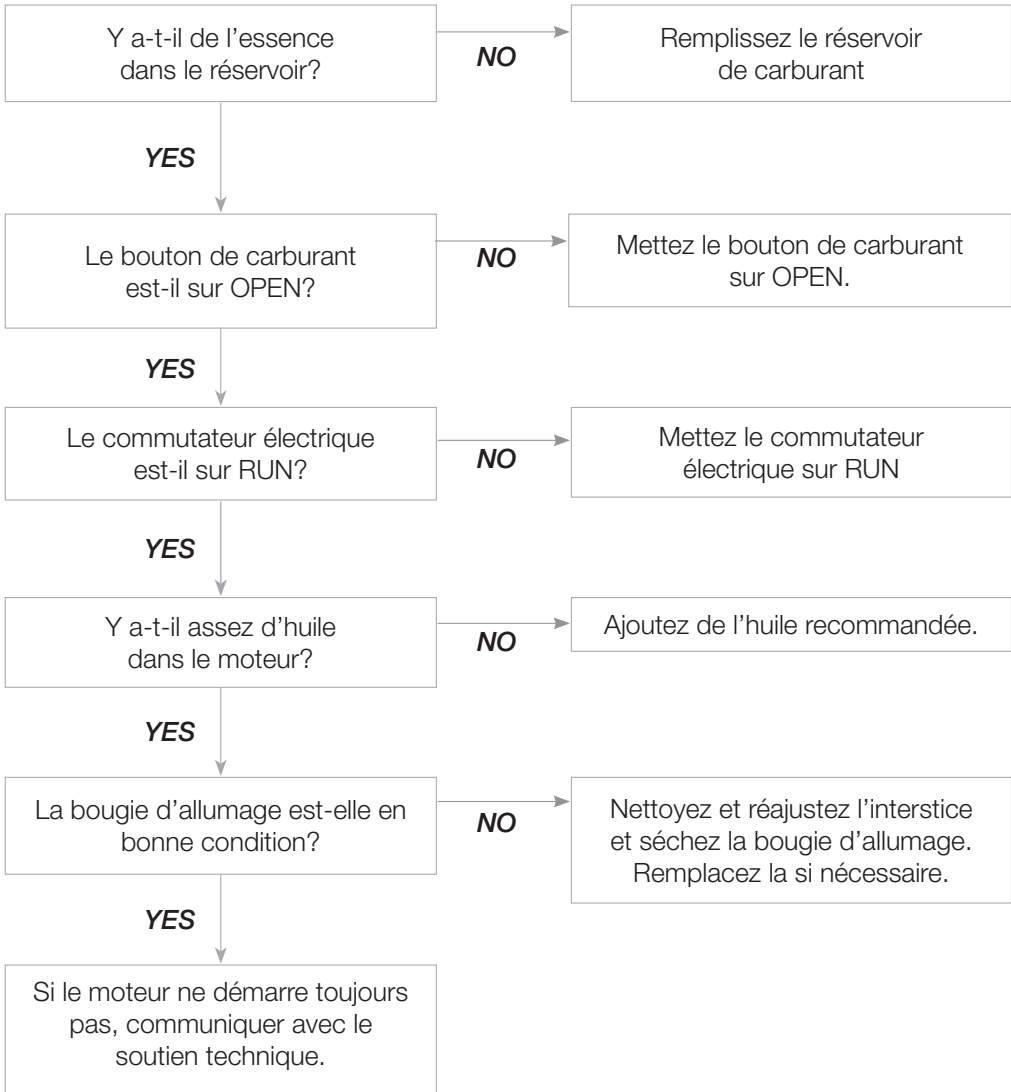 Y a-t-il de l’essence
dans le réservoir?
NO
Remplissez le réservoir
de carburant
YES
Le bouton de carburant
est-il sur OPEN?
NO
Mettez le bouton de carburant
sur OPEN.
YES
Le commutateur électrique
est-il sur RUN?
NO
Mettez le commutateur
électrique sur RUN
YES
Y a-t-il assez d’huile
dans le moteur?
NO
Ajoutez de l’huile recommandée.
YES
La bougie d’allumage est-elle en
bonne condition?
NO
Nettoyez et réajustez l’interstice
et séchez la bougie d’allumage.
Remplacez la si nécessaire.
YES
Si le moteur ne démarre toujours
pas, communiquer avec le
soutien technique.